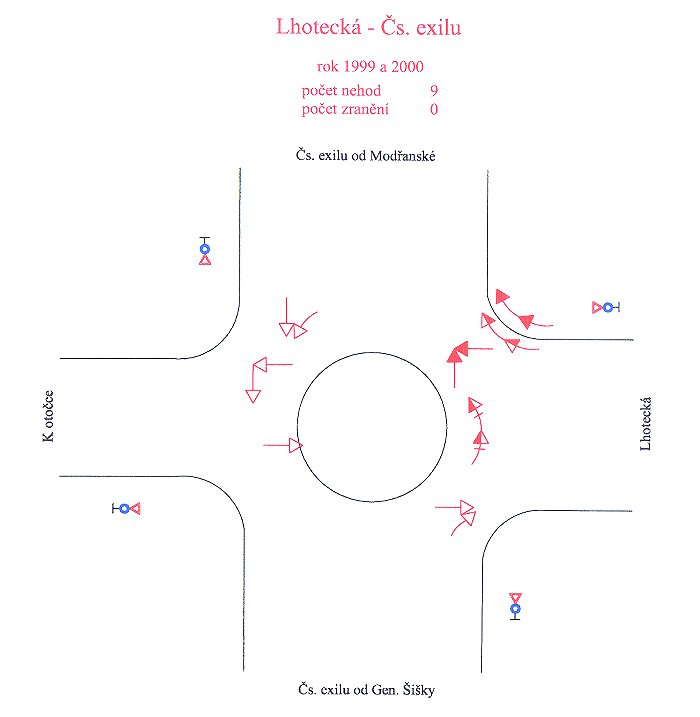 Lhotecká - Čs. exilu
rok 1999 a 2000
počet nehod 9
počet zranění 0
Čs. exilu od Modřanské
K otočce
Lhotecká
Čs. exilu od Gen. Šišky